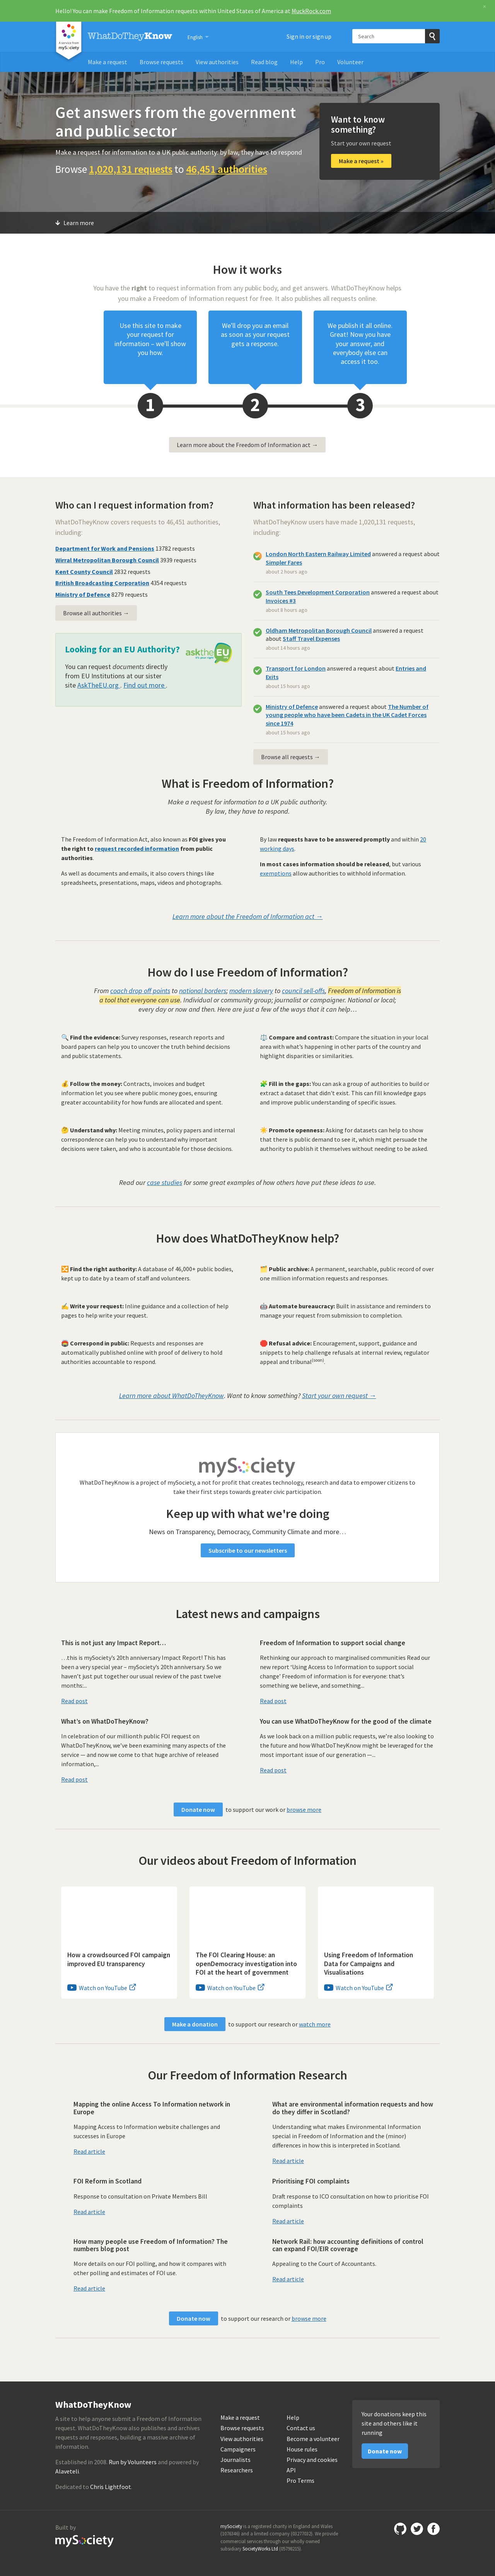 Hello! You can make Freedom of Information requests within United States of America at MuckRock.com
WhatDoTheyKnow
English
Sign in or sign up
Search
Make a request
Browse requests
View authorities
Read blog
Help
Pro
Volunteer
Get answers from the government
and public sector
Make a request for information to a UK public authority: by law, they have to respond
Browse 1,020,131 requests to 46,451 authorities
Want to know
something?
Start your own request
Make a request »
Learn more
How it works
You have the right to request information from any public body, and get answers. WhatDoTheyKnow helps
you make a Freedom of Information request for free. It also publishes all requests online.
Use this site to make
your request for
information – we'll show
you how.
We'll drop you an email
as soon as your request
gets a response.
We publish it all online.
Great! Now you have
your answer, and
everybody else can
access it too.
1
2
3
Learn more about the Freedom of Information act →
Who can I request information from?
WhatDoTheyKnow covers requests to 46,451 authorities,
including:
Department for Work and Pensions 13782 requests
Wirral Metropolitan Borough Council 3939 requests
Kent County Council 2832 requests
British Broadcasting Corporation 4354 requests
Ministry of Defence 8279 requests
Browse all authorities →
Looking for an EU Authority?
You can request documents directly
from EU Institutions at our sister
site AskTheEU.org . Find out more .
asktheEU
What information has been released?
WhatDoTheyKnow users have made 1,020,131 requests,
including:
London North Eastern Railway Limited answered a request about
Simpler Fares
about 2 hours ago
South Tees Development Corporation answered a request about
Invoices #3
about 8 hours ago
Oldham Metropolitan Borough Council answered a request
about Staff Travel Expenses
about 14 hours ago
Transport for London answered a request about Entries and
Exits
about 15 hours ago
Ministry of Defence answered a request about The Number of
young people who have been Cadets in the UK Cadet Forces
since 1974
about 15 hours ago
Browse all requests →
What is Freedom of Information?
Make a request for information to a UK public authority.
By law, they have to respond.
The Freedom of Information Act, also known as FOI gives you
the right to request recorded information from public
authorities.
As well as documents and emails, it also covers things like
spreadsheets, presentations, maps, videos and photographs.
By law requests have to be answered promptly and within 20
working days.
In most cases information should be released, but various
exemptions allow authorities to withhold information.
Learn more about the Freedom of Information act →
How do I use Freedom of Information?
From coach drop off points to national borders; modern slavery to council sell-offs, Freedom of Information is
a tool that everyone can use. Individual or community group; journalist or campaigner. National or local;
every day or now and then. Here are just a few of the ways that it can help…
🔍 Find the evidence: Survey responses, research reports and
board papers can help you to uncover the truth behind decisions
and public statements.
⚖️ Compare and contrast: Compare the situation in your local
area with what's happening in other parts of the country and
highlight disparities or similarities.
💰 Follow the money: Contracts, invoices and budget
information let you see where public money goes, ensuring
greater accountability for how funds are allocated and spent.
🧩 Fill in the gaps: You can ask a group of authorities to build or
extract a dataset that didn't exist. This can fill knowledge gaps
and improve public understanding of specific issues.
🤔 Understand why: Meeting minutes, policy papers and internal
correspondence can help you to understand why important
decisions were taken, and who is accountable for those decisions.
☀️ Promote openness: Asking for datasets can help to show
that there is public demand to see it, which might persuade the
authority to publish it themselves without needing to be asked.
Read our case studies for some great examples of how others have put these ideas to use.
How does WhatDoTheyKnow help?
🔀 Find the right authority: A database of 46,000+ public bodies,
kept up to date by a team of staff and volunteers.
🗂️ Public archive: A permanent, searchable, public record of over
one million information requests and responses.
✍️ Write your request: Inline guidance and a collection of help
pages to help write your request.
🤖 Automate bureaucracy: Built in assistance and reminders to
manage your request from submission to completion.
📮 Correspond in public: Requests and responses are
automatically published online with proof of delivery to hold
authorities accountable to respond.
🛑 Refusal advice: Encouragement, support, guidance and
snippets to help challenge refusals at internal review, regulator
appeal and tribunal(soon).
Learn more about WhatDoTheyKnow. Want to know something? Start your own request →
mySociety
WhatDoTheyKnow is a project of mySociety, a not for profit that creates technology, research and data to empower citizens to
take their first steps towards greater civic participation.
Keep up with what we're doing
News on Transparency, Democracy, Community Climate and more…
Subscribe to our newsletters
Latest news and campaigns
This is not just any Impact Report…
…this is mySociety's 20th anniversary Impact Report! This has
been a very special year – mySociety's 20th anniversary. So we
haven't just put together our usual review of the past twelve
months:...
Read post
Freedom of Information to support social change
Rethinking our approach to marginalised communities Read our
new report 'Using Access to Information to support social
change' Freedom of Information is for everyone: that's
something we believe, and something...
Read post
What's on WhatDoTheyKnow?
In celebration of our millionth public FOI request on
WhatDoTheyKnow, we've been examining many aspects of the
service — and now we come to that huge archive of released
information,...
Read post
You can use WhatDoTheyKnow for the good of the climate
As we look back on a million public requests, we're also looking to
the future and how WhatDoTheyKnow might be leveraged for the
most important issue of our generation —...
Read post
Donate now to support our work or browse more
Our videos about Freedom of Information
How a crowdsourced FOI campaign
improved EU transparency
Watch on YouTube
The FOI Clearing House: an
openDemocracy investigation into
FOI at the heart of government
Watch on YouTube
Using Freedom of Information
Data for Campaigns and
Visualisations
Watch on YouTube
Make a donation to support our research or watch more
Our Freedom of Information Research
Mapping the online Access To Information network in
Europe
Mapping Access to Information website challenges and
successes in Europe
Read article
What are environmental information requests and how
do they differ in Scotland?
Understanding what makes Environmental Information
special in Freedom of Information and the (minor)
differences in how this is interpreted in Scotland.
Read article
FOI Reform in Scotland
Response to consultation on Private Members Bill
Read article
Prioritising FOI complaints
Draft response to ICO consultation on how to prioritise FOI
complaints
Read article
How many people use Freedom of Information? The
numbers blog post
More details on our FOI polling, and how it compares with
other polling and estimates of FOI use.
Read article
Network Rail: how accounting definitions of control
can expand FOI/EIR coverage
Appealing to the Court of Accountants.
Read article
Donate now to support our research or browse more
WhatDoTheyKnow
A site to help anyone submit a Freedom of Information
request. WhatDoTheyKnow also publishes and archives
requests and responses, building a massive archive of
information.
Established in 2008. Run by Volunteers and powered by
Alaveteli.
Dedicated to Chris Lightfoot.
Make a request
Browse requests
View authorities
Campaigners
Journalists
Researchers
Help
Contact us
Become a volunteer
House rules
Privacy and cookies
API
Pro Terms
Your donations keep this
site and others like it
running
Donate now
Built by
mySociety
mySociety is a registered charity in England and Wales
(1076346) and a limited company (03277032). We provide
commercial services through our wholly owned
subsidiary SocietyWorks Ltd (05798215).